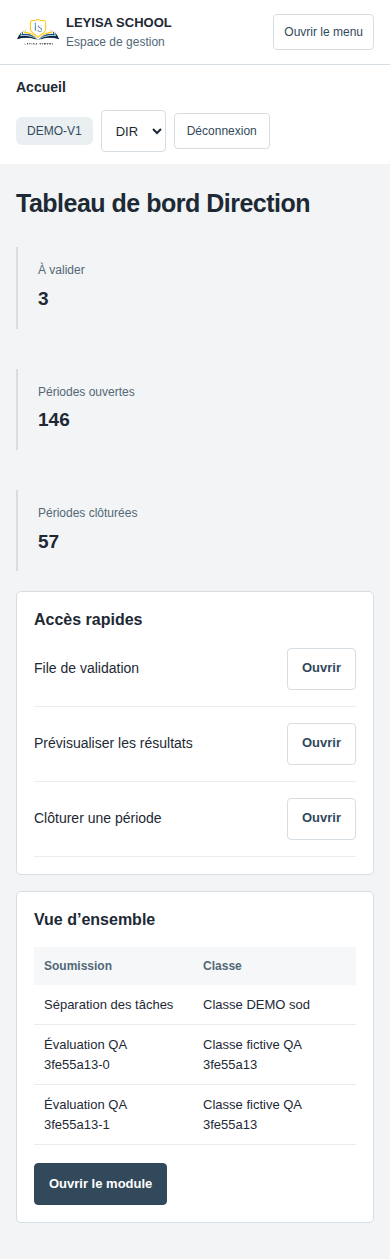 LEYISA SCHOOL
Espace de gestion
Ouvrir le menu
Accueil
DEMO-V1
DIR
Déconnexion
Tableau de bord Direction
À valider
3
Périodes ouvertes
146
Périodes clôturées
57
Accès rapides
File de validation
Ouvrir
Prévisualiser les résultats
Ouvrir
Clôturer une période
Ouvrir
Vue d’ensemble
Soumission Classe
Séparation des tâches Classe DEMO sod
Évaluation QA Classe fictive QA
3fe55a13-0 3fe55a13
Évaluation QA Classe fictive QA
3fe55a13-1 3fe55a13
Ouvrir le module